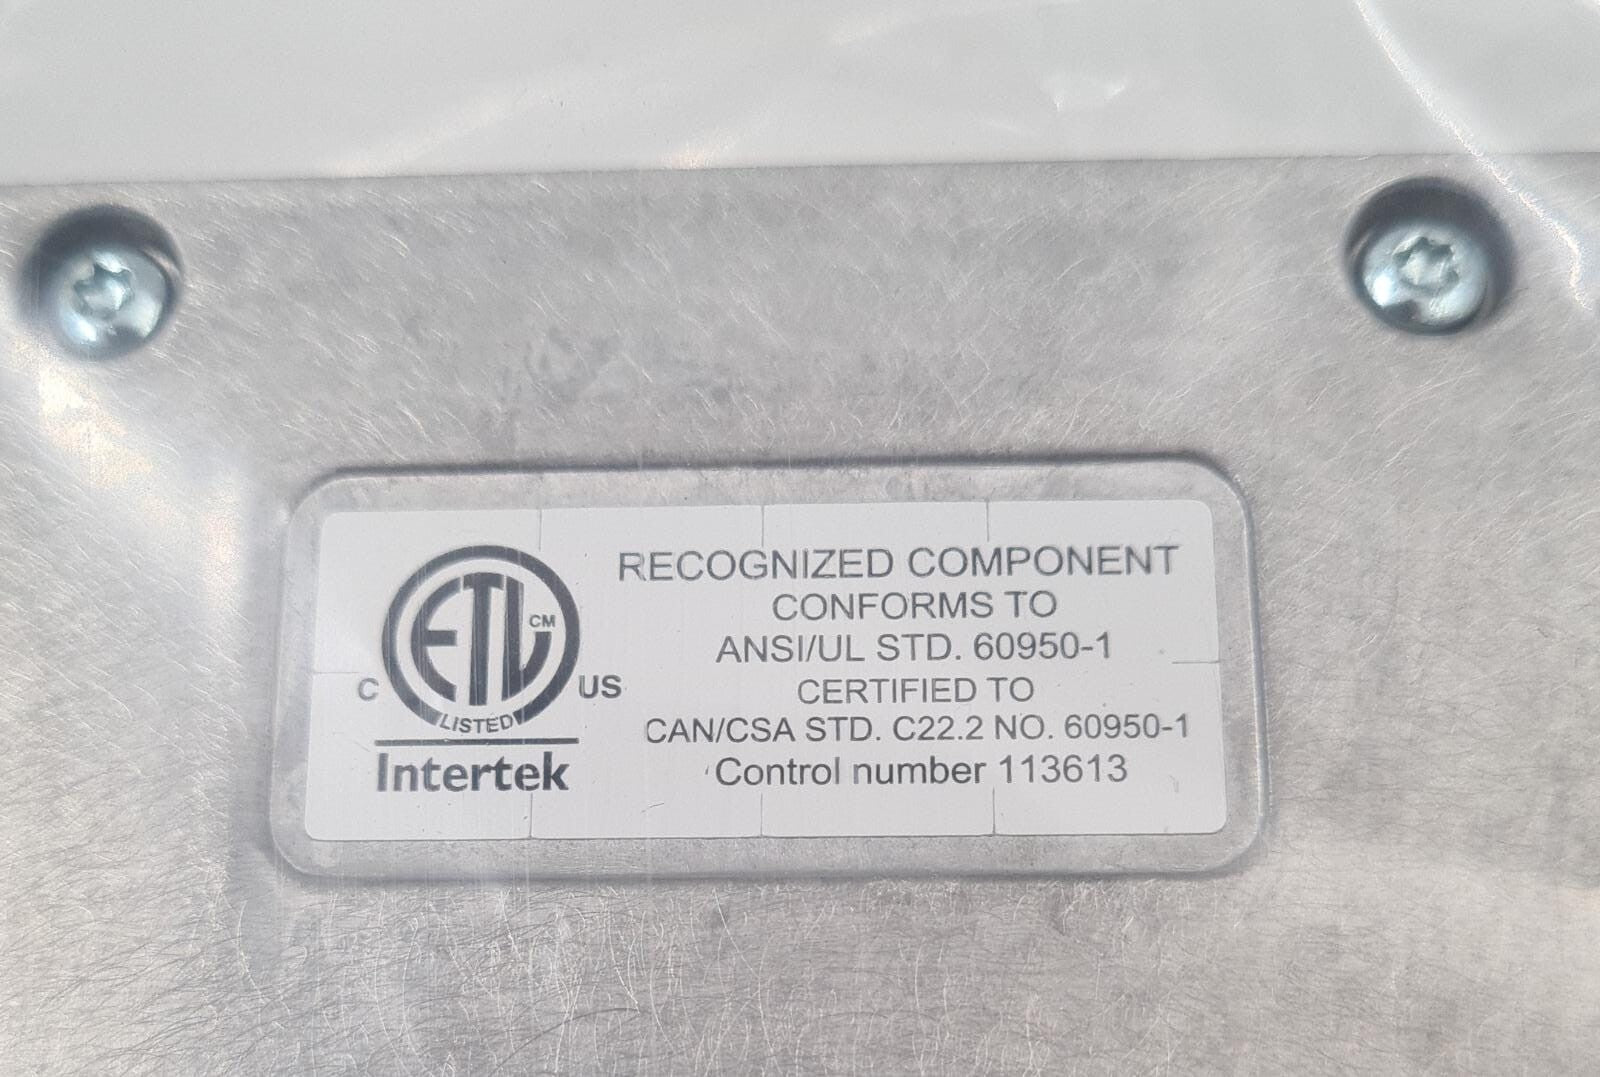 ETL CM
C US
LISTED
Intertek
RECOGNIZED COMPONENT
CONFORMS TO
ANSI/UL STD. 60950-1
CERTIFIED TO
CAN/CSA STD. C22.2 NO. 60950-1
Control number 113613